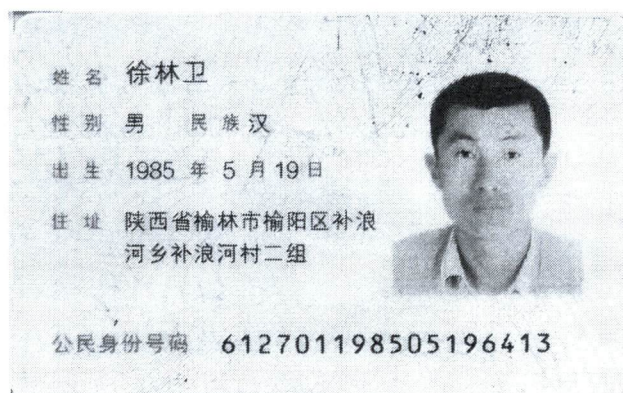 姓名 徐林卫
性别 男 民族 汉
出生 1985 年 5 月 19 日
住址 陕西省榆林市榆阳区补浪
河乡补浪河村二组
公民身份号码 612701198505196413